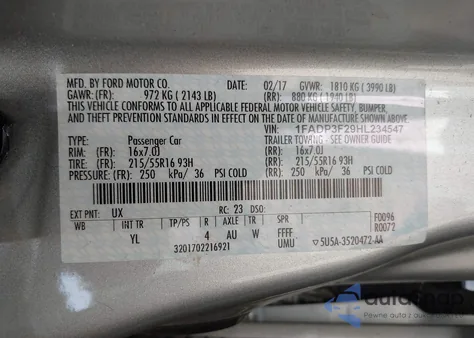 MFD. BY FORD MOTOR CO. DATE: 02/17 GVWR: 1810 KG (3990 LB)
GAWR: (FR): 972 KG (2143 LB) (RR): 880 KG (1940 LB)
THIS VEHICLE CONFORMS TO ALL APPLICABLE FEDERAL MOTOR VEHICLE SAFETY, BUMPER,
AND THEFT PREVENTION STANDARDS IN EFFECT ON THE DATE OF MANUFACTURE SHOWN ABOVE.
VIN: 1FADP3F29HL234547
TYPE: Passenger Car TRAILER TOWING - SEE OWNER GUIDE
RIM: (FR) 16x7.0J (RR): 16x7.0J
TIRE: (FR) 215/55R16 93H (RR): 215/55R16 93H
PRESSURE: (FR) 250 kPa/ 36 PSI COLD (RR): 250 kPa/ 36 PSI COLD
EXT PNT: UX RC: 23 DSO: F0096
WB INT TR TP/PS R AXLE TR SPR R0072
YL 4 AU W FFFF
3201702216921 UMU 5U5A-3520472-AA
Pewne auta z